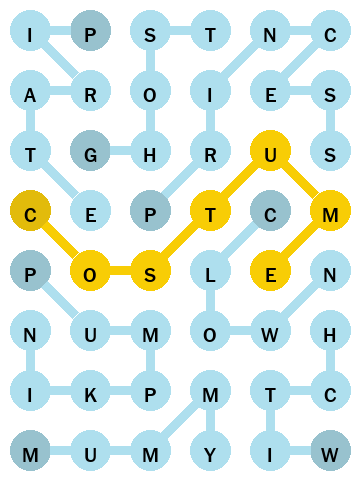 I P S T N C
A R O I E S
T G H R U S
C E P T C M
P O S L E N
N U M O W H
I K P M T C
M U M Y I W